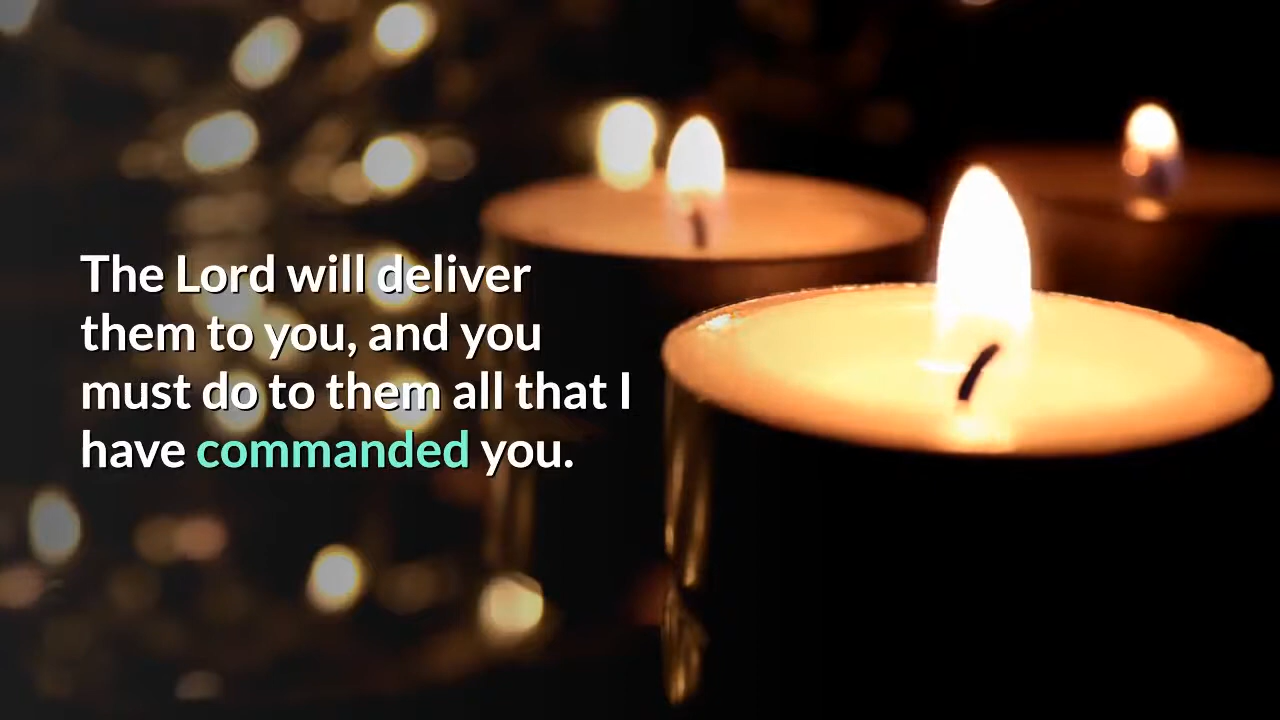 The Lord will deliver
them to you, and you
must do to them all that I
have commanded you.